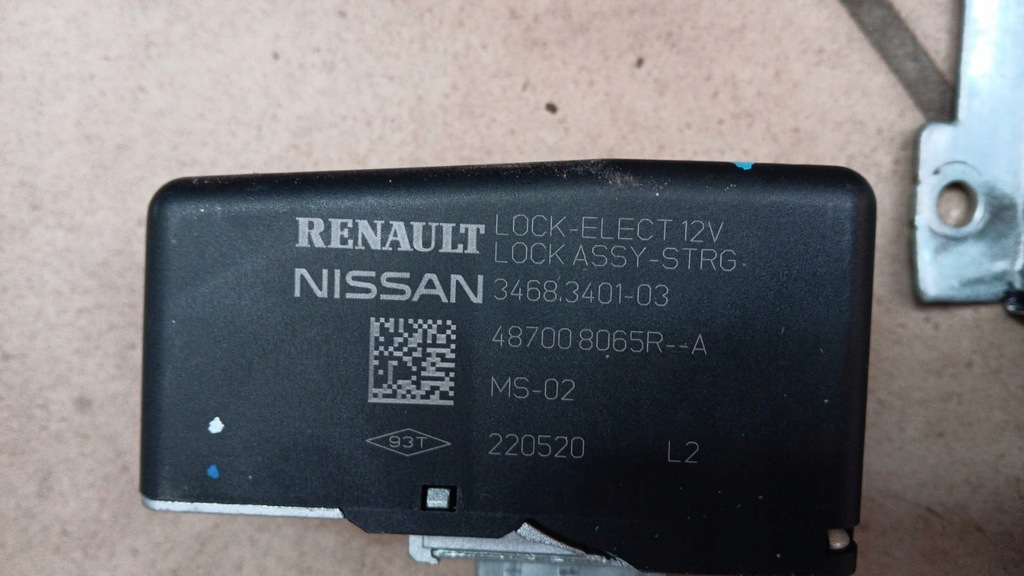 RENAULT LOCK-ELECT 12V
LOCK ASSY-STRG.
NISSAN 3468.3401-03
48700 8065R--A
MS-02
93T 220520 L2